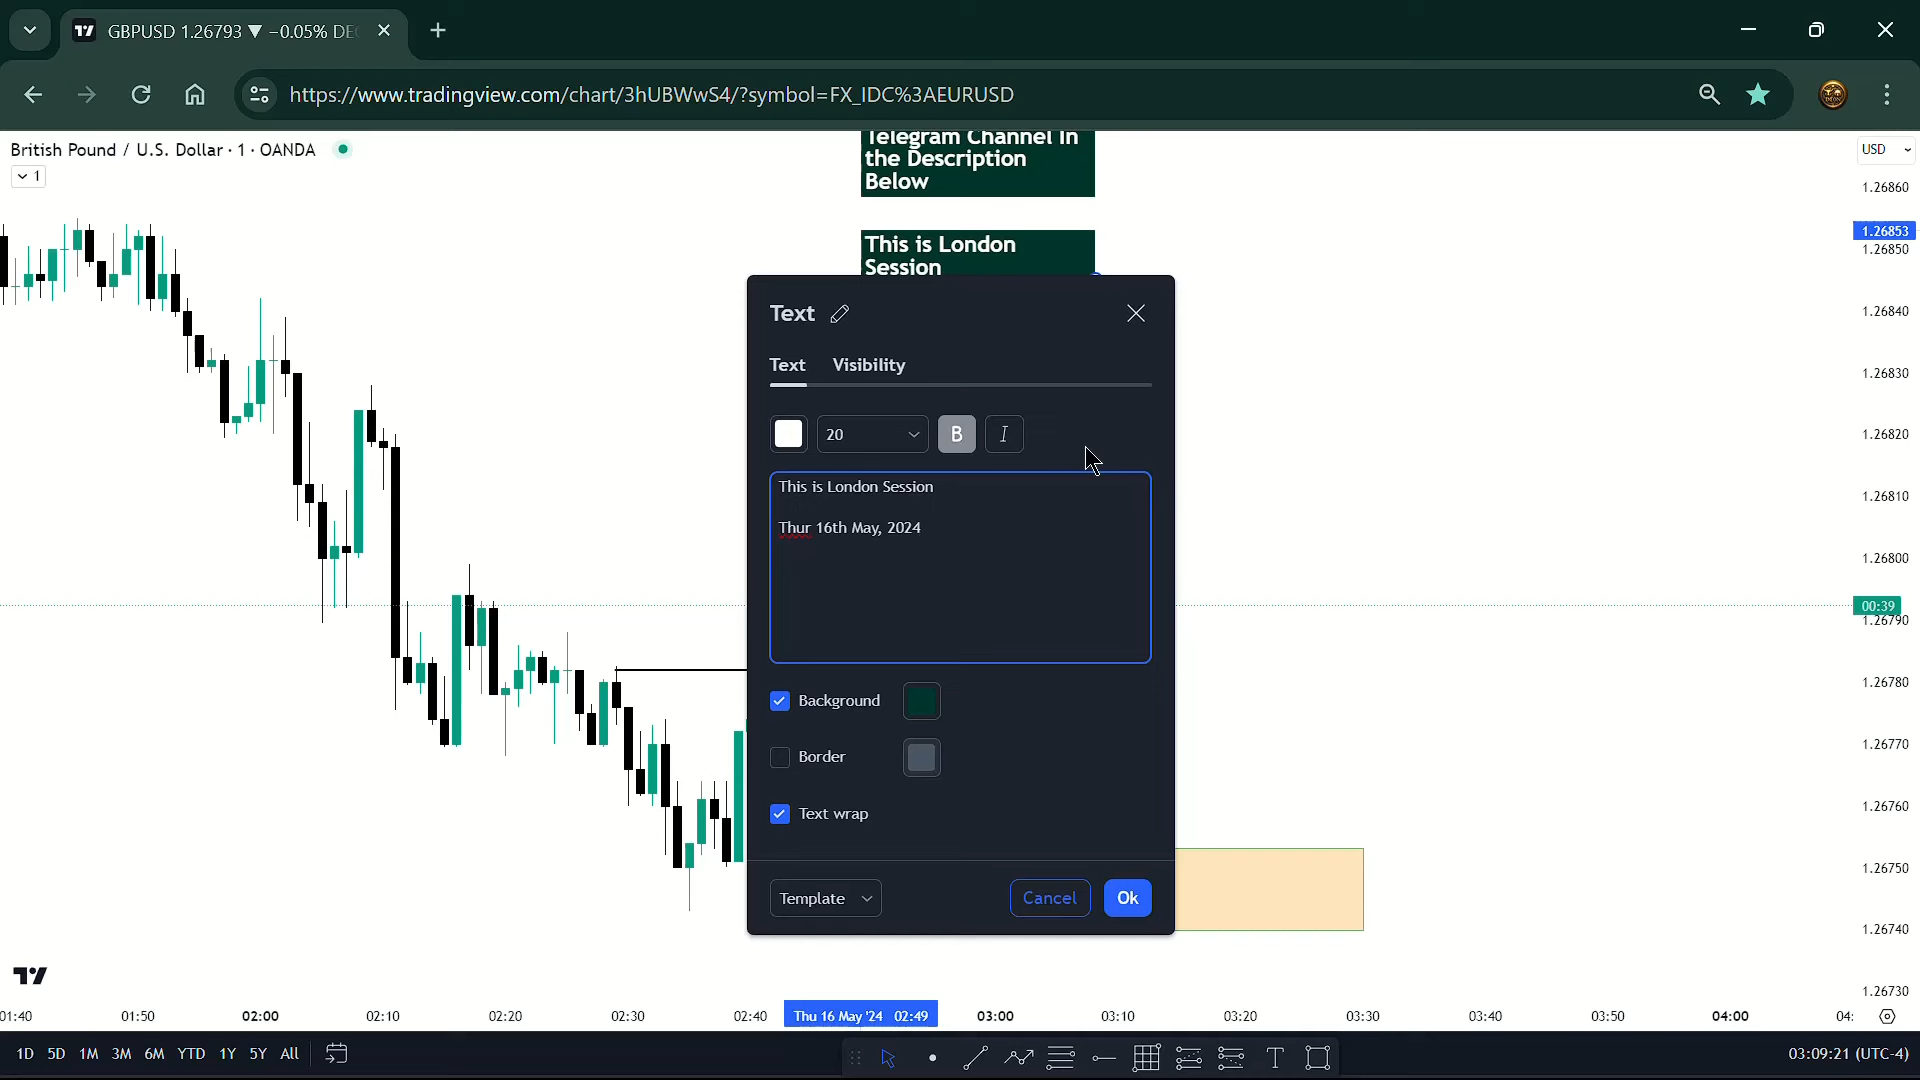 GBPUSD 1.26793 ▼ −0.05% DE
https://www.tradingview.com/chart/3hUBWwS4/?symbol=FX_IDC%3AEURUSD
British Pound / U.S. Dollar · 1 · OANDA
1
Telegram Channel In
the Description
Below
This is London
Session
Text
Text Visibility
20 B I
This is London Session
Thur 16th May, 2024
Background
Border
Text wrap
Template Cancel Ok
USD
1.26860
1.26853
1.26850
1.26840
1.26830
1.26820
1.26810
1.26800
00:39
1.26790
1.26780
1.26770
1.26760
1.26750
1.26740
1.26730
01:40 01:50 02:00 02:10 02:20 02:30 02:40 Thu 16 May '24 02:49 03:00 03:10 03:20 03:30 03:40 03:50 04:00 04:
1D 5D 1M 3M 6M YTD 1Y 5Y All 03:09:21 (UTC-4)